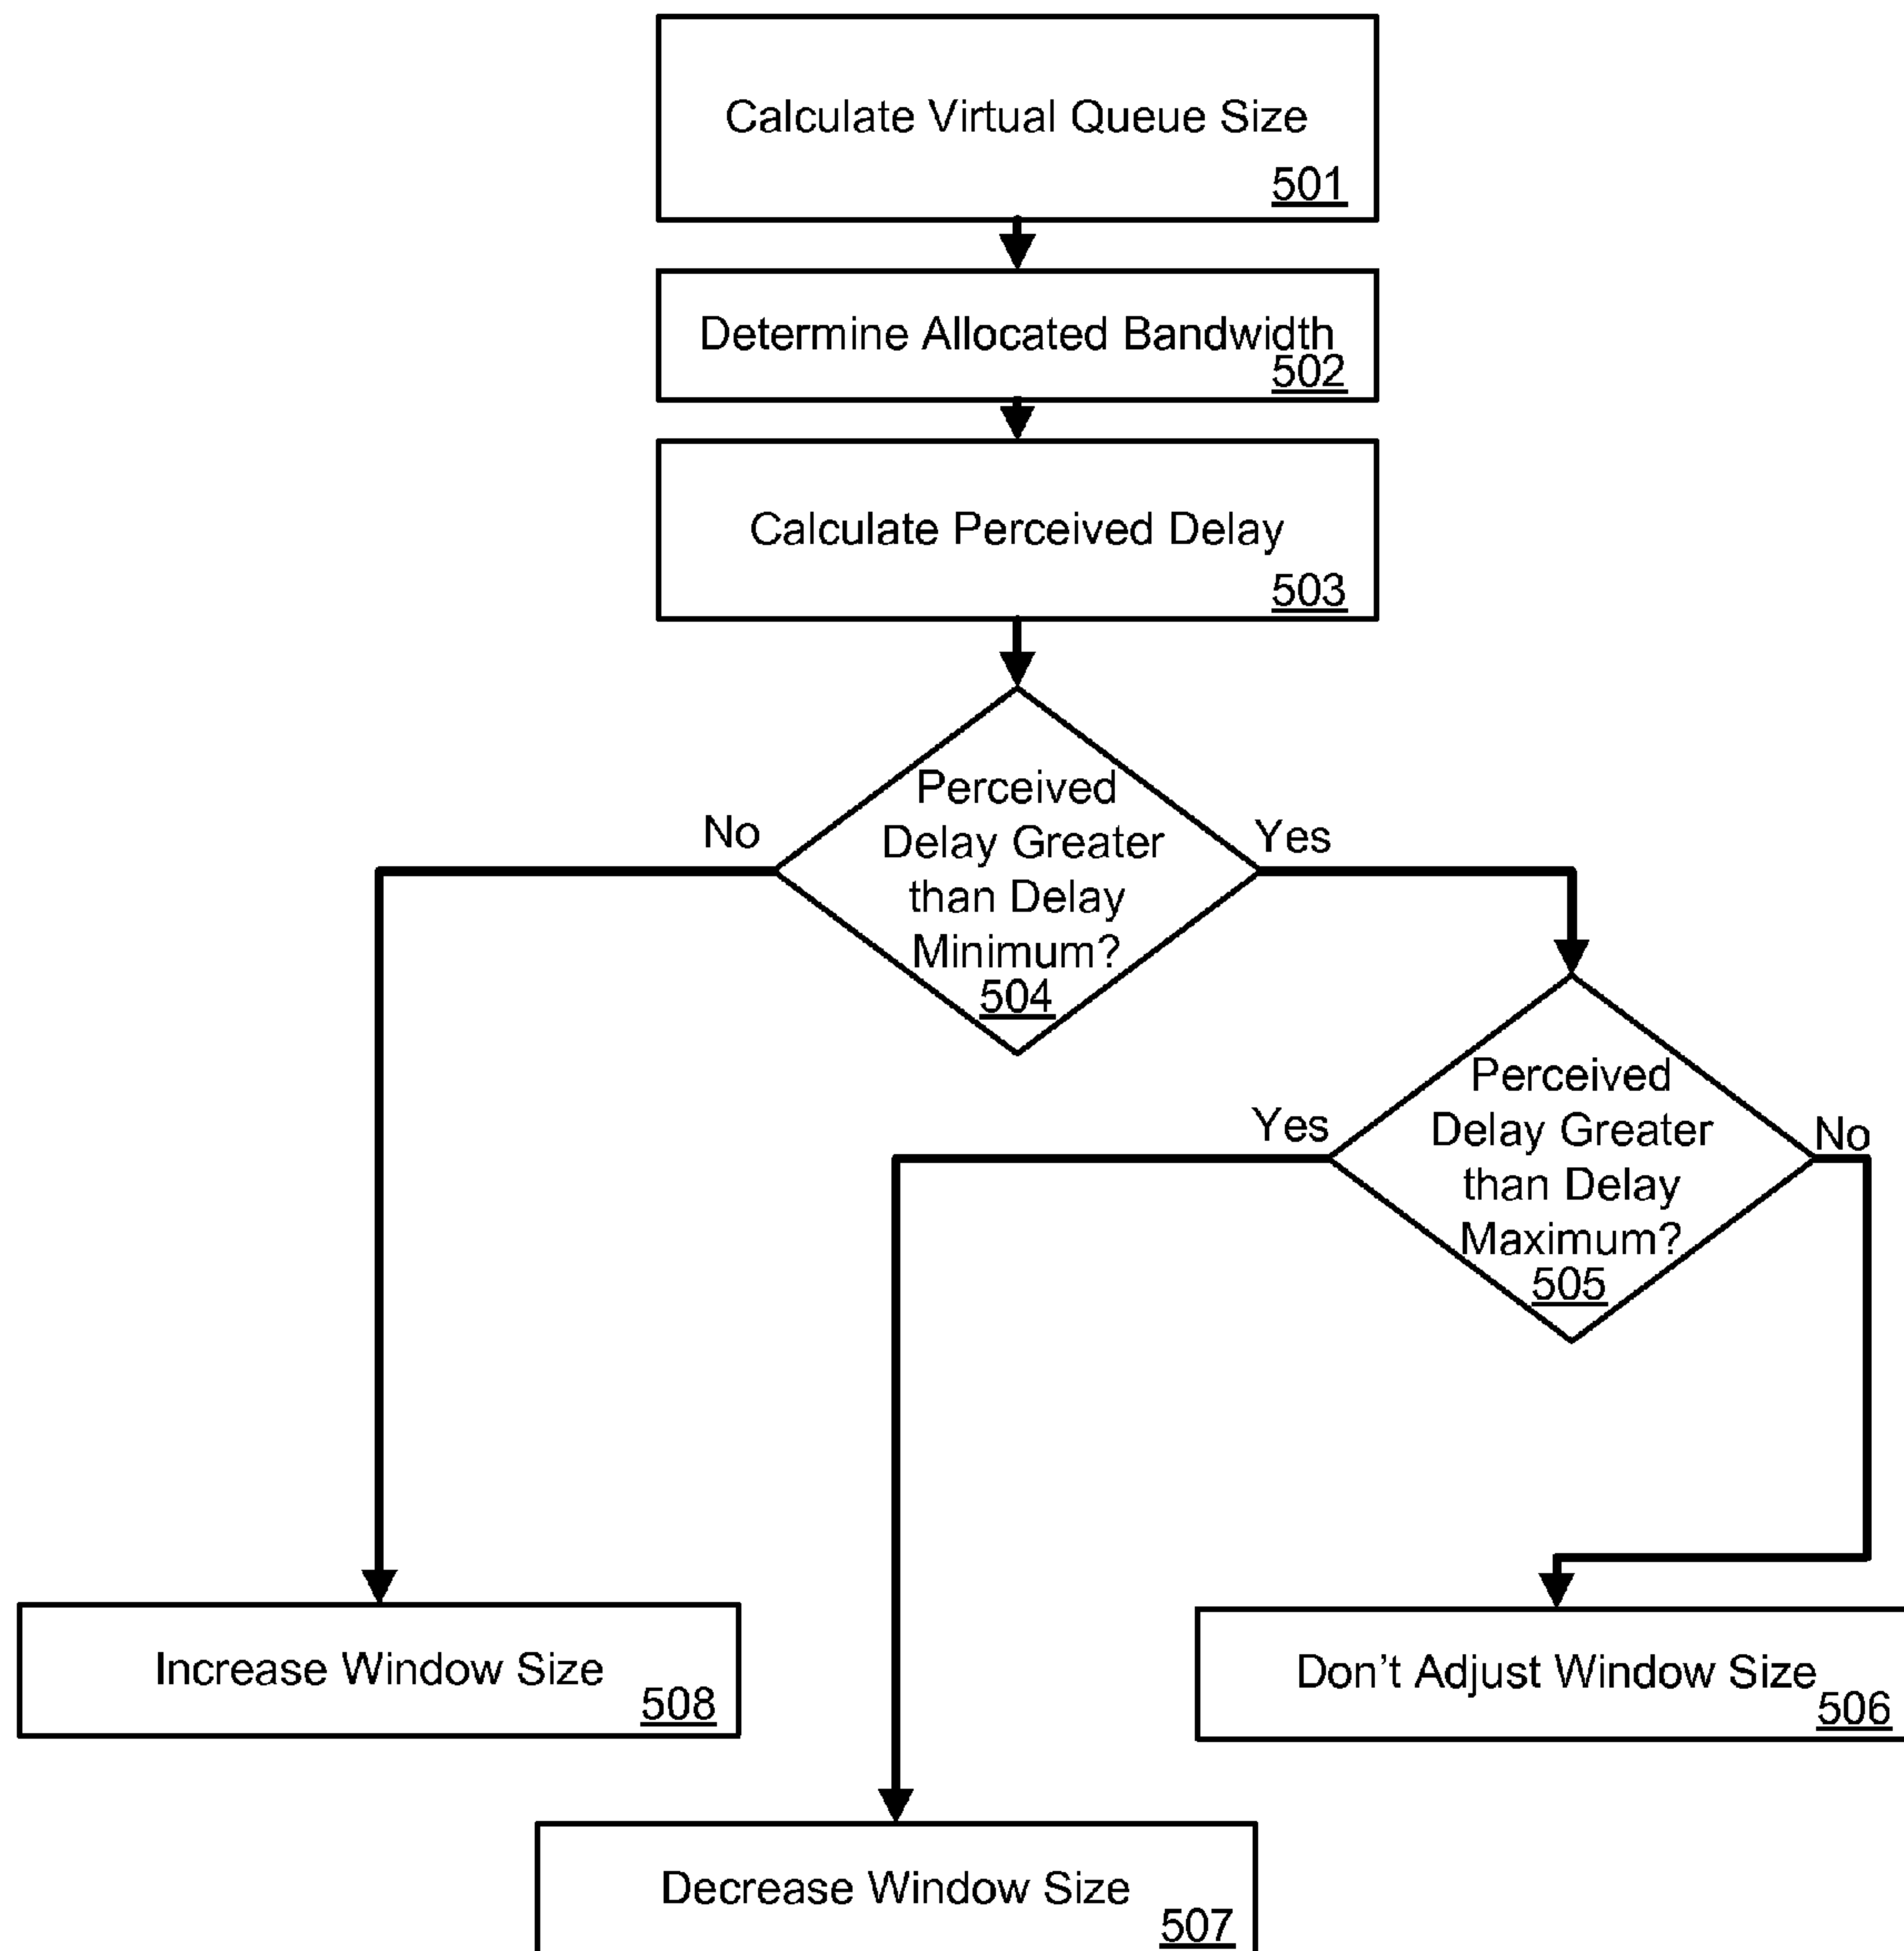 Calculate Virtual Queue Size
501
Determine Allocated Bandwidth
502
Calculate Perceived Delay
503
Perceived
Delay Greater
than Delay
Minimum?
504
No
Yes
Perceived
Delay Greater
than Delay
Maximum?
505
Yes
No
Increase Window Size
508
Don't Adjust Window Size
506
Decrease Window Size
507